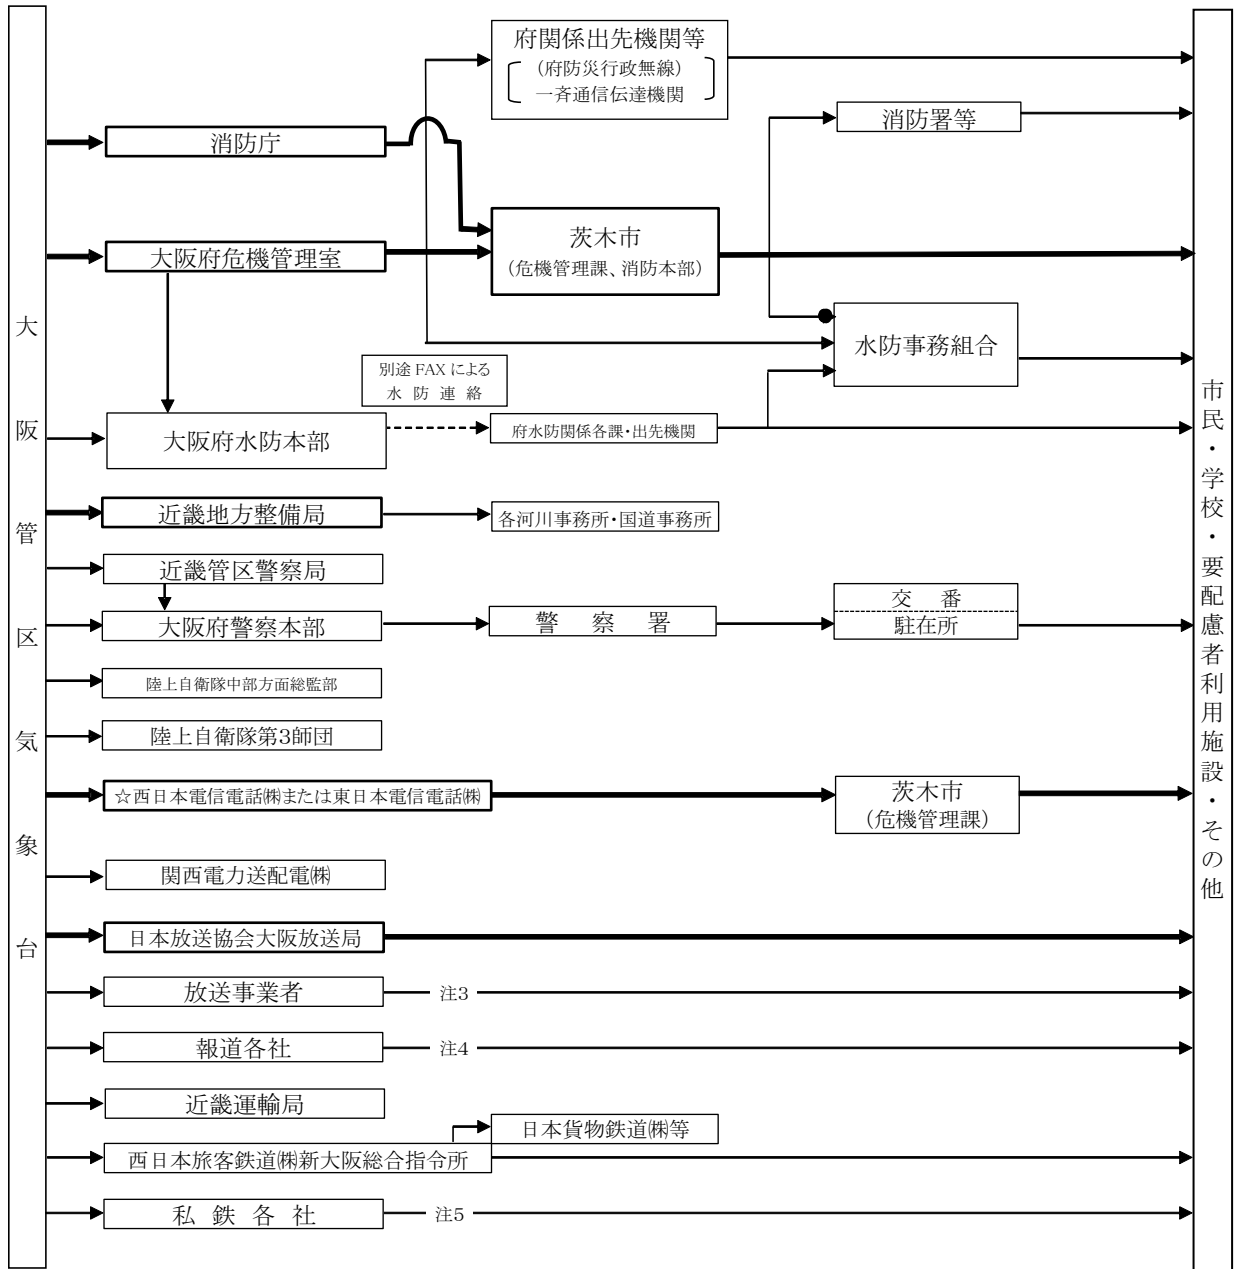 大阪管区気象台
府関係出先機関等
(府防災行政無線)
一斉通信伝達機関
消防署等
消防庁
茨木市
(危機管理課、消防本部)
大阪府危機管理室
水防事務組合
別途 FAX による
水 防 連 絡
大阪府水防本部
府水防関係各課・出先機関
近畿地方整備局
各河川事務所・国道事務所
近畿管区警察局
大阪府警察本部
警 察 署
交 番
駐在所
陸上自衛隊中部方面総監部
陸上自衛隊第3師団
☆西日本電信電話㈱または東日本電信電話㈱
茨木市
(危機管理課)
関西電力送配電㈱
日本放送協会大阪放送局
放送事業者
注3
報道各社
注4
近畿運輸局
日本貨物鉄道㈱等
西日本旅客鉄道㈱新大阪総合指令所
私 鉄 各 社
注5
市民・学校・要配慮者利用施設・その他